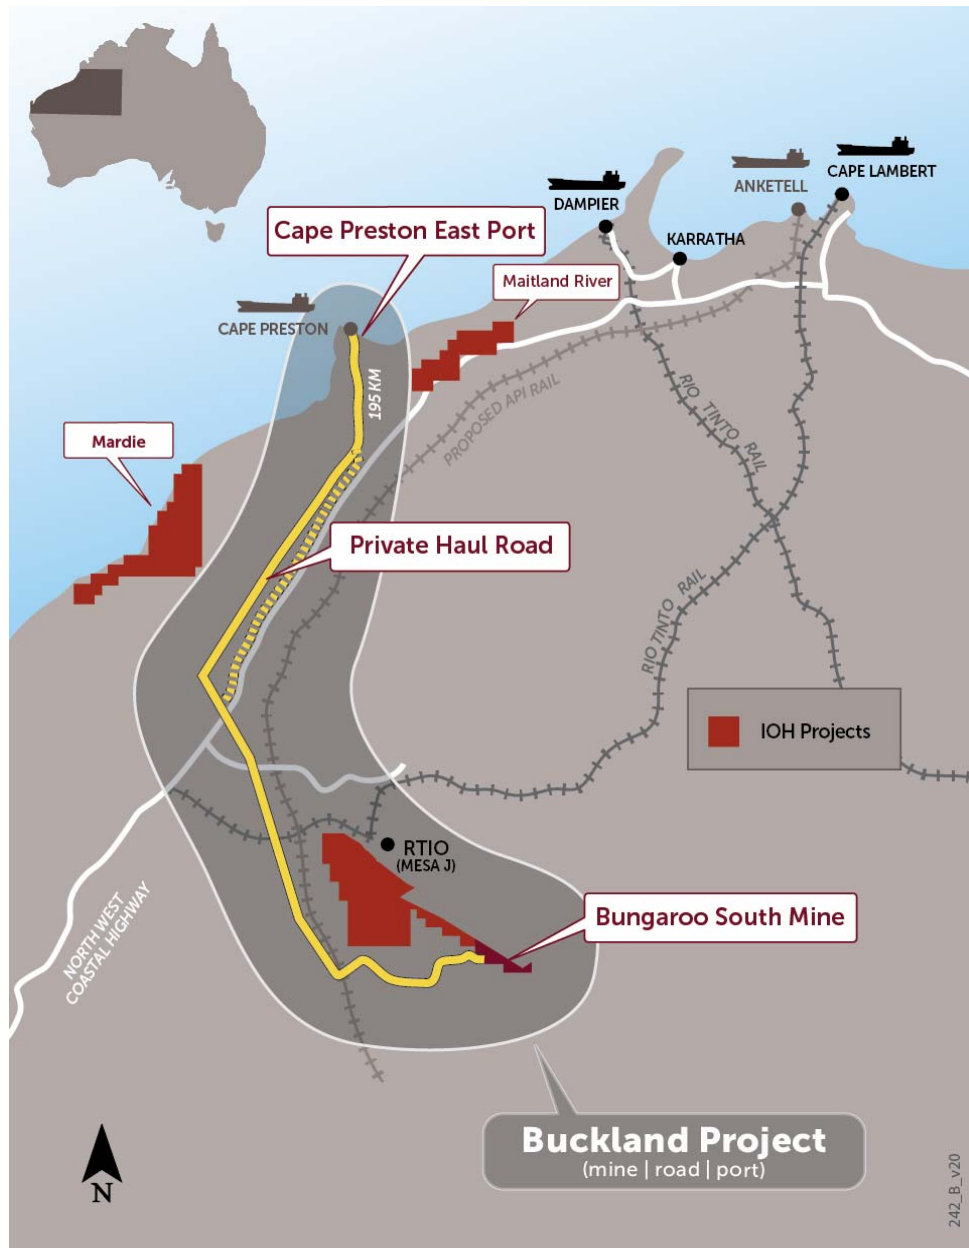 CAPE LAMBERT
ANKETELL
DAMPIER
KARRATHA
Cape Preston East Port
Maitland River
CAPE PRESTON
195 KM
PROPOSED API RAIL
RIO TINTO RAIL
Mardie
Private Haul Road
RIO TINTO RAIL
IOH Projects
RTIO
(MESA J)
Bungaroo South Mine
NORTH WEST
COASTAL HIGHWAY
Buckland Project
(mine | road | port)
N
242_B_v20